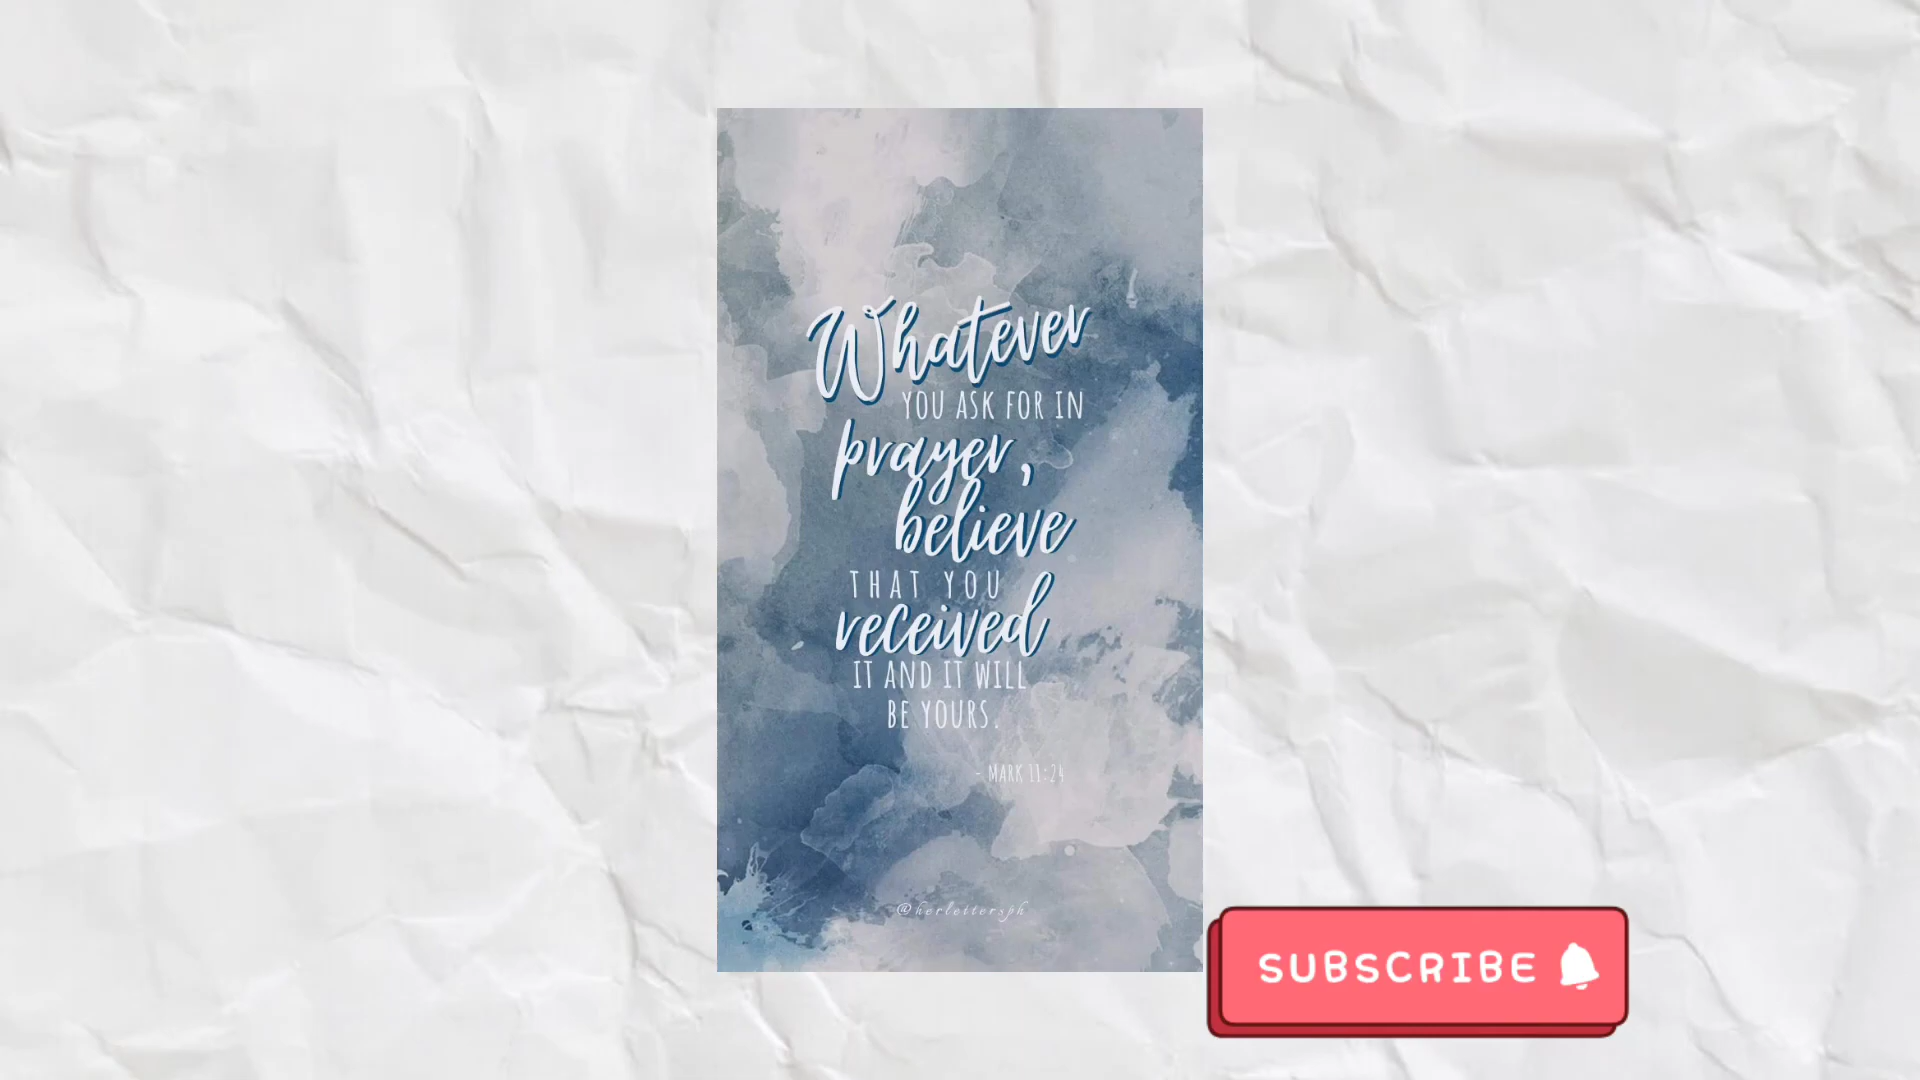 Whatever
YOU ASK FOR IN
prayer,
believe
THAT YOU
received
IT AND IT WILL
BE YOURS.
- MARK 11:24
@herlettersph
SUBSCRIBE